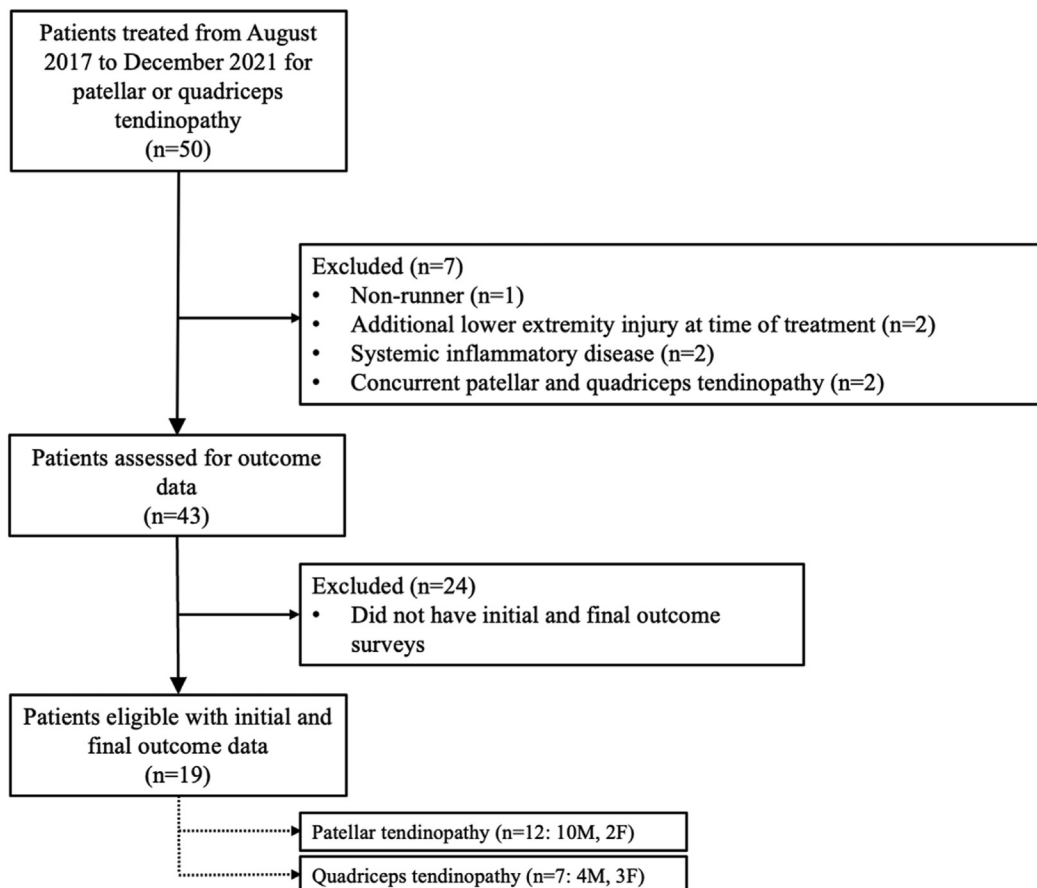 Patients treated from August
2017 to December 2021 for
patellar or quadriceps
tendinopathy
(n=50)
Excluded (n=7)
• Non-runner (n=1)
• Additional lower extremity injury at time of treatment (n=2)
• Systemic inflammatory disease (n=2)
• Concurrent patellar and quadriceps tendinopathy (n=2)
Patients assessed for outcome
data
(n=43)
Excluded (n=24)
• Did not have initial and final outcome
surveys
Patients eligible with initial and
final outcome data
(n=19)
Patellar tendinopathy (n=12: 10M, 2F)
Quadriceps tendinopathy (n=7: 4M, 3F)